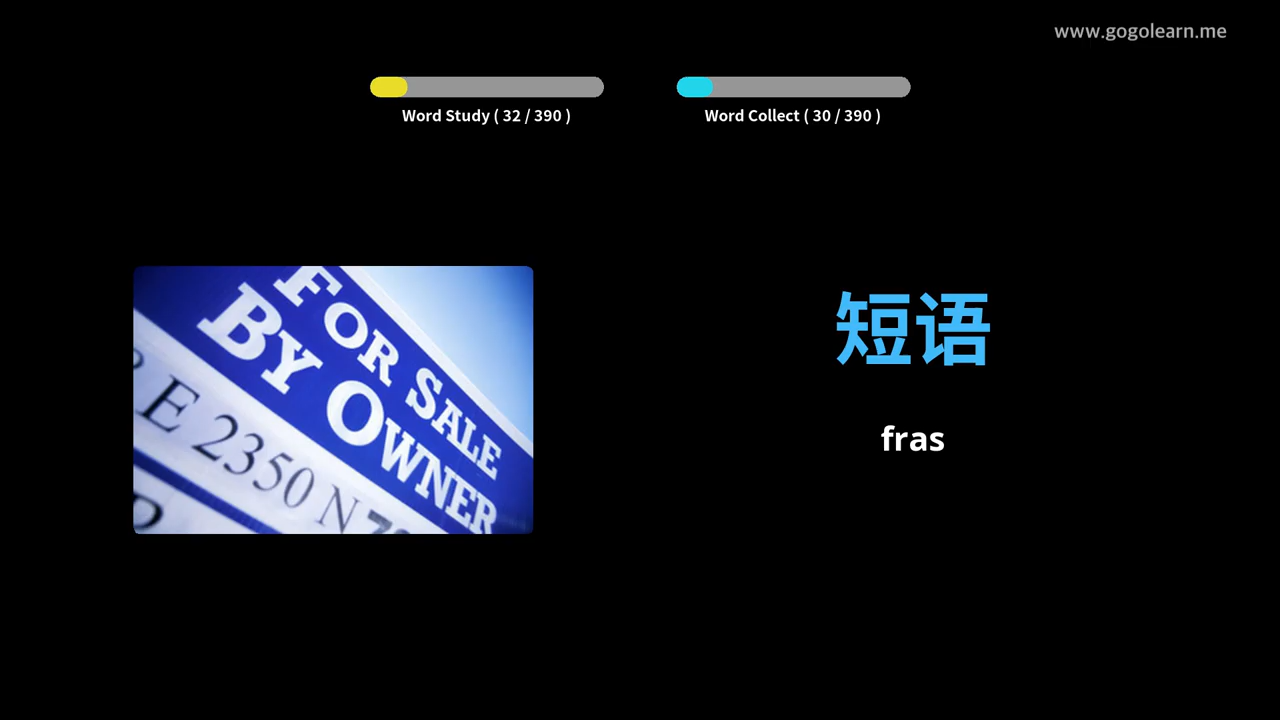 www.gogolearn.me
Word Study ( 32 / 390 )
Word Collect ( 30 / 390 )
FOR SALE
BY OWNER
E 2350 N
短语
fras